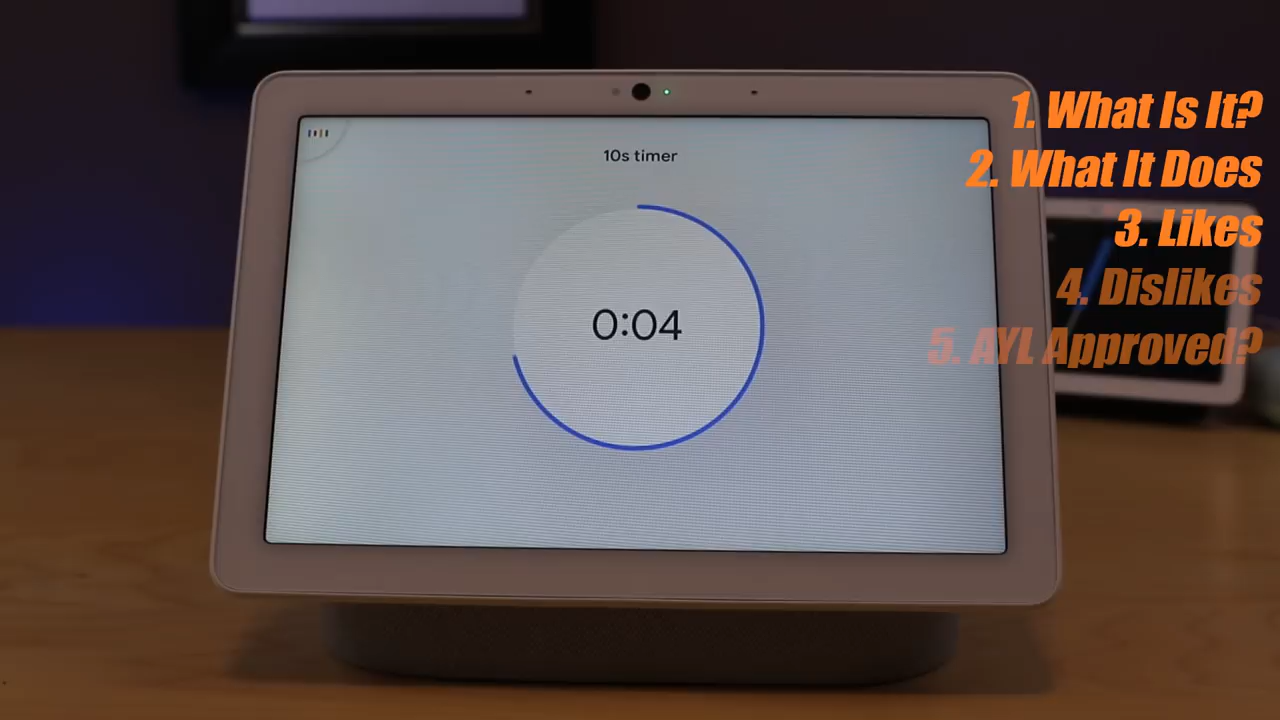 10s timer
0:04
1. What Is It?
2. What It Does
3. Likes
4. Dislikes
5. AYL Approved?